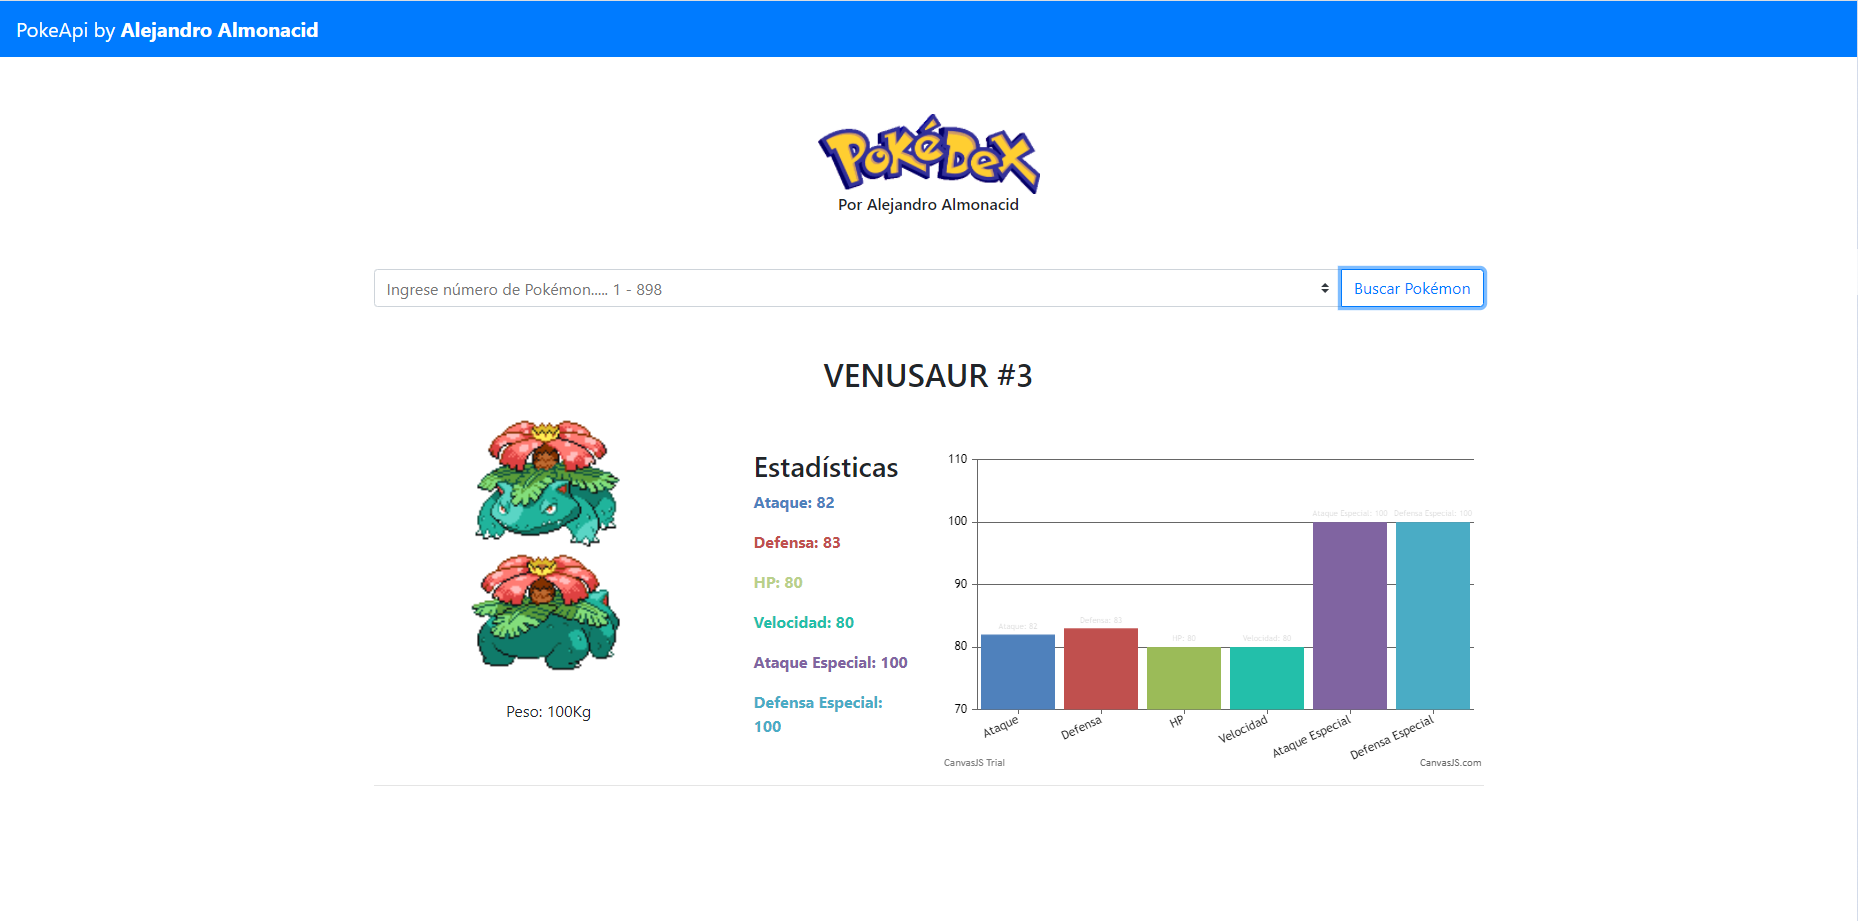 PokeApi by Alejandro Almonacid
POKéDEX
Por Alejandro Almonacid
Ingrese número de Pokémon..... 1 - 898
Buscar Pokémon
VENUSAUR #3
Peso: 100Kg
Estadísticas
Ataque: 82
Defensa: 83
HP: 80
Velocidad: 80
Ataque Especial: 100
Defensa Especial:
100
110
100
90
80
70
Ataque: 82
Defensa: 83
HP: 80
Velocidad: 80
Ataque Especial: 100
Defensa Especial: 100
Ataque
Defensa
HP
Velocidad
Ataque Especial
Defensa Especial
CanvasJS Trial
CanvasJS.com